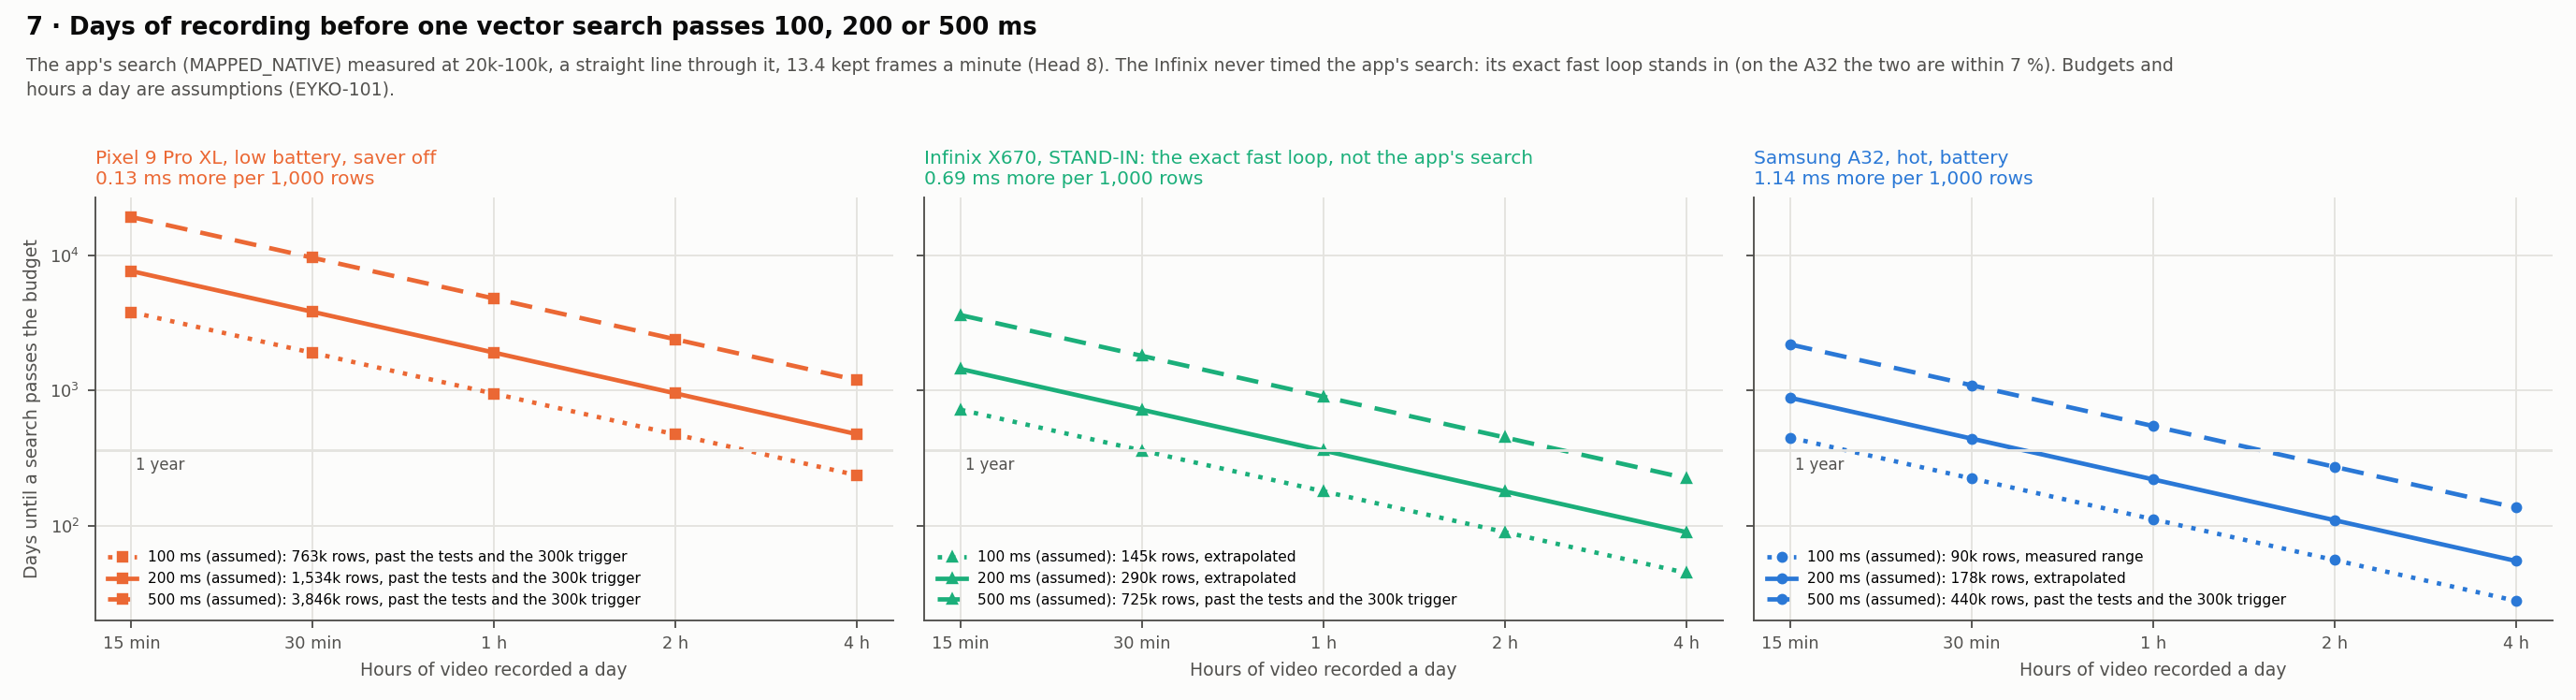 7 · Days of recording before one vector search passes 100, 200 or 500 ms
The app's search (MAPPED_NATIVE) measured at 20k-100k, a straight line through it, 13.4 kept frames a minute (Head 8). The Infinix never timed the app's search: its exact fast loop stands in (on the A32 the two are within 7 %). Budgets and
hours a day are assumptions (EYKO-101).
Pixel 9 Pro XL, low battery, saver off
0.13 ms more per 1,000 rows
Days until a search passes the budget
10⁴
10³
10²
1 year
100 ms (assumed): 763k rows, past the tests and the 300k trigger
200 ms (assumed): 1,534k rows, past the tests and the 300k trigger
500 ms (assumed): 3,846k rows, past the tests and the 300k trigger
15 min 30 min 1 h 2 h 4 h
Hours of video recorded a day
Infinix X670, STAND-IN: the exact fast loop, not the app's search
0.69 ms more per 1,000 rows
1 year
100 ms (assumed): 145k rows, extrapolated
200 ms (assumed): 290k rows, extrapolated
500 ms (assumed): 725k rows, past the tests and the 300k trigger
15 min 30 min 1 h 2 h 4 h
Hours of video recorded a day
Samsung A32, hot, battery
1.14 ms more per 1,000 rows
1 year
100 ms (assumed): 90k rows, measured range
200 ms (assumed): 178k rows, extrapolated
500 ms (assumed): 440k rows, past the tests and the 300k trigger
15 min 30 min 1 h 2 h 4 h
Hours of video recorded a day